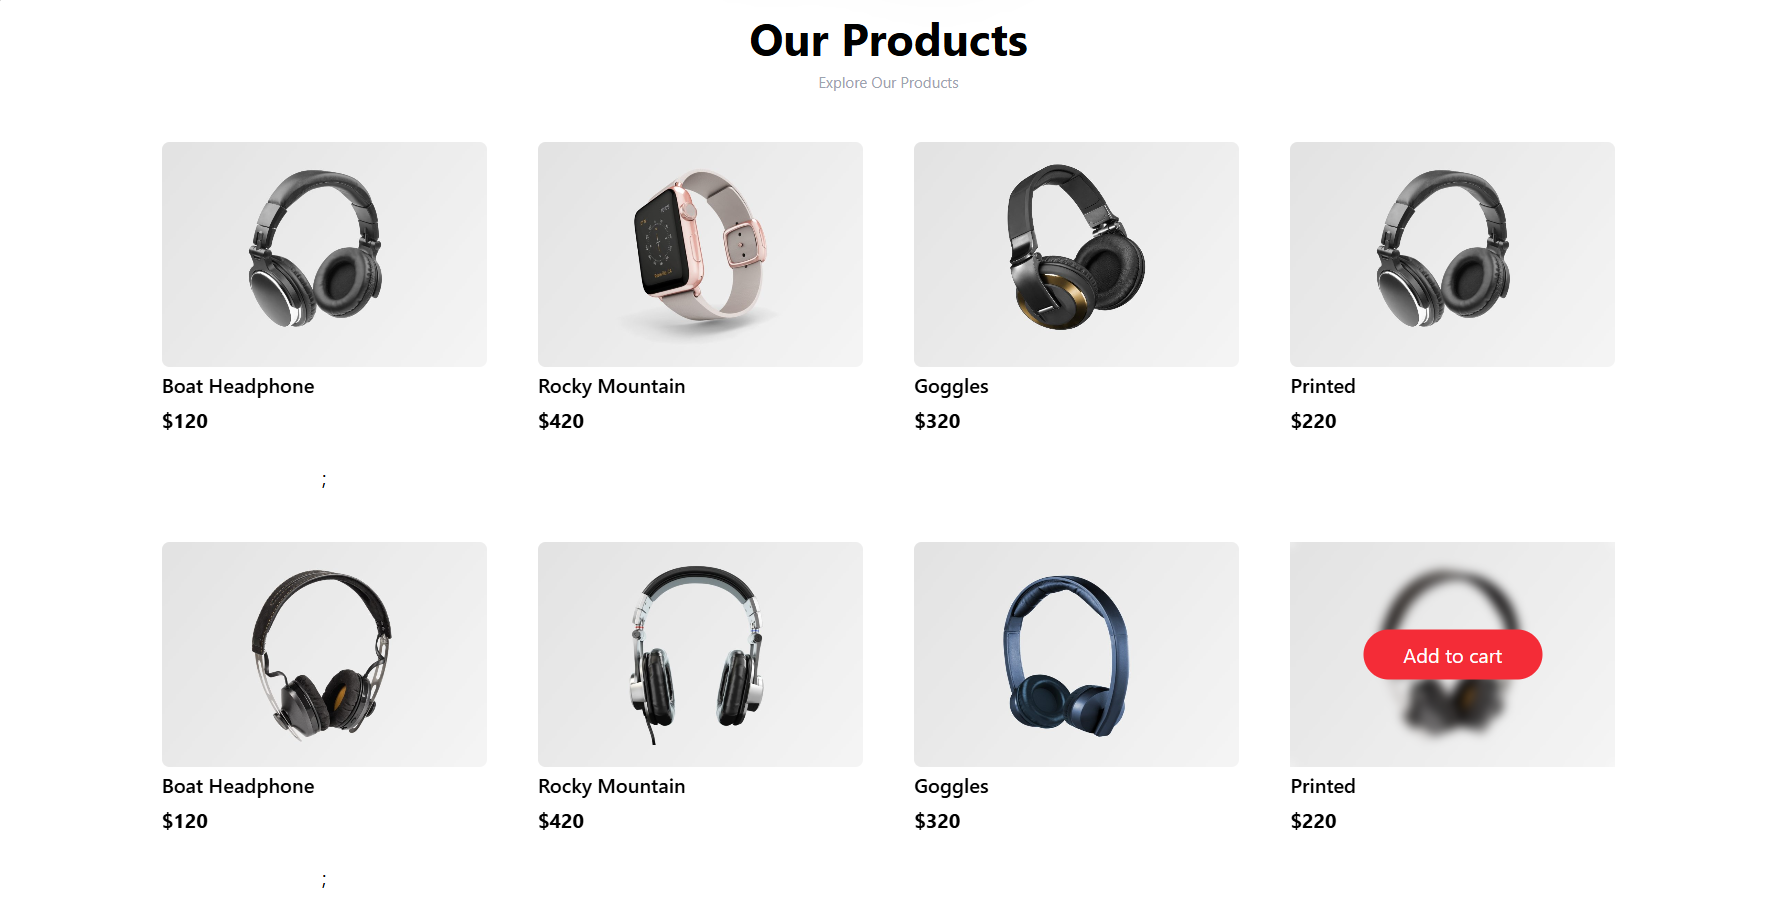 Our Products
Explore Our Products
Boat Headphone
$120
Rocky Mountain
$420
Goggles
$320
Printed
$220
;
Boat Headphone
$120
Rocky Mountain
$420
Goggles
$320
Add to cart
Printed
$220
;